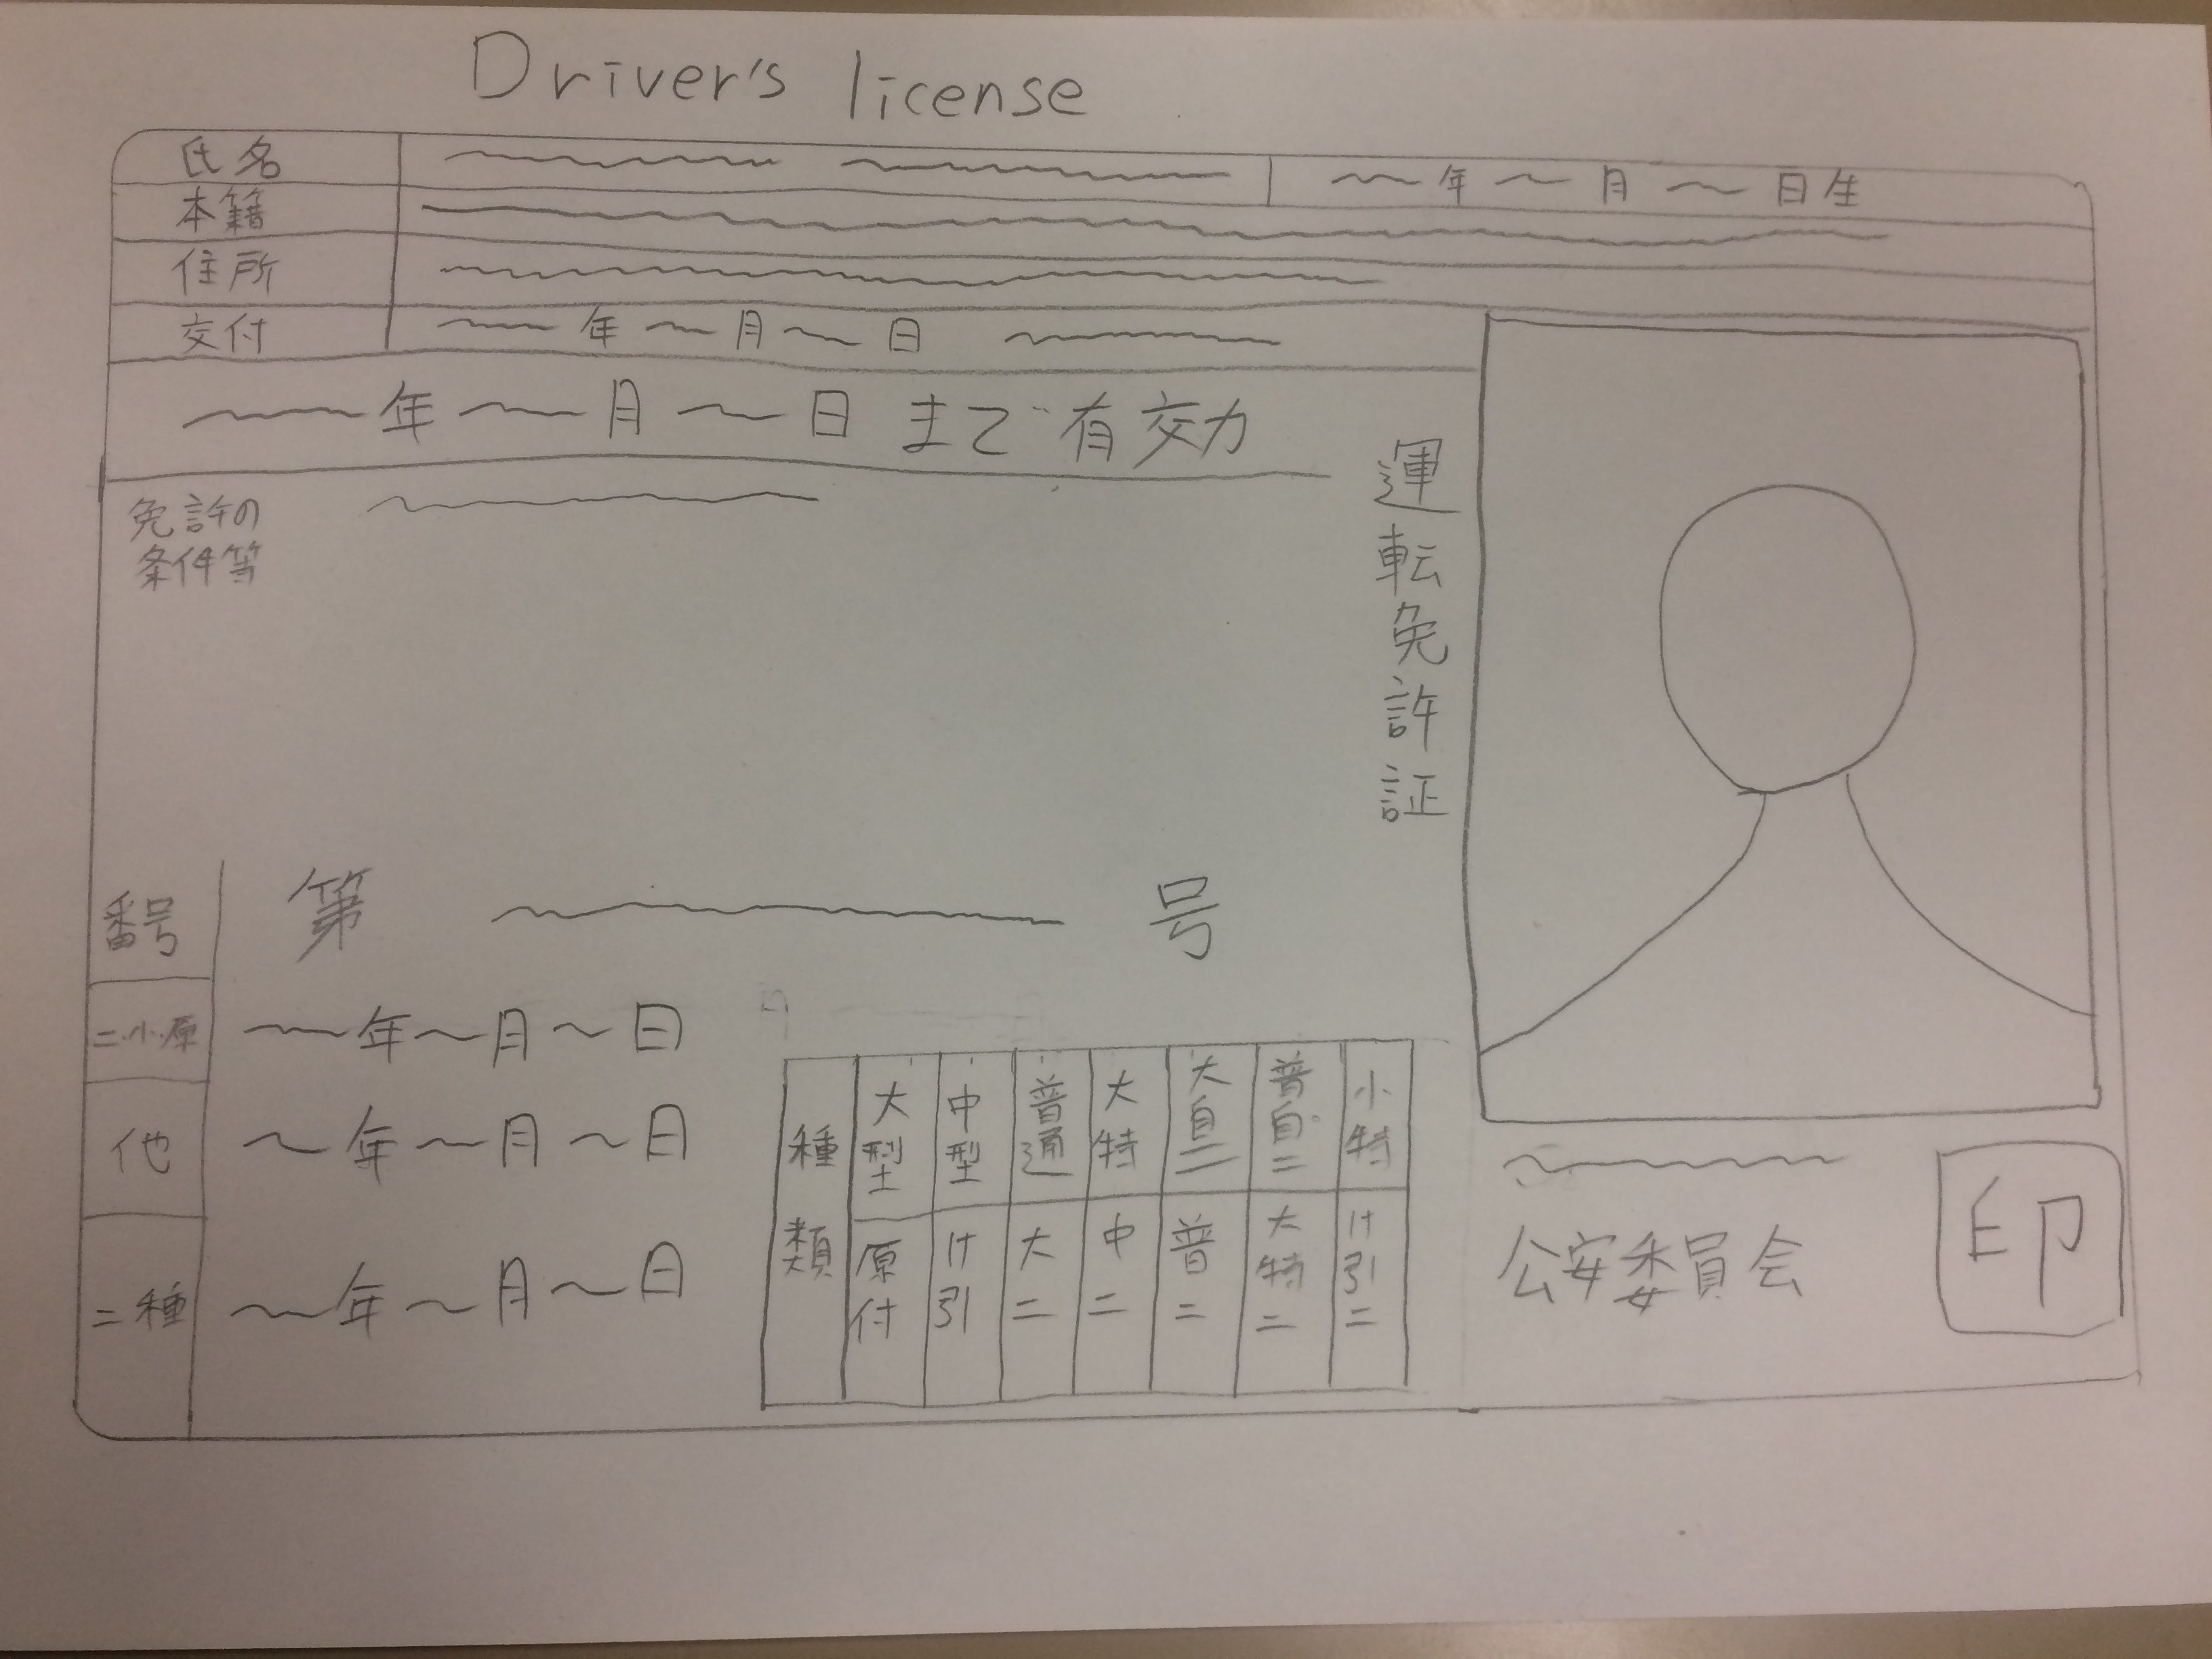 Driver's license
氏名 年 月 日生
本籍
住所
交付 年 月 日
年 月 日 まで有効
免許の
条件等
運転免許証
番号 第 号
二・小・原 年 月 日
他 年 月 日
二種 年 月 日
種類 大型 中型 普通 大特 大自二 普自二 小特
原付 け引 大二 中二 普二 大特二 け引二
公安委員会
印